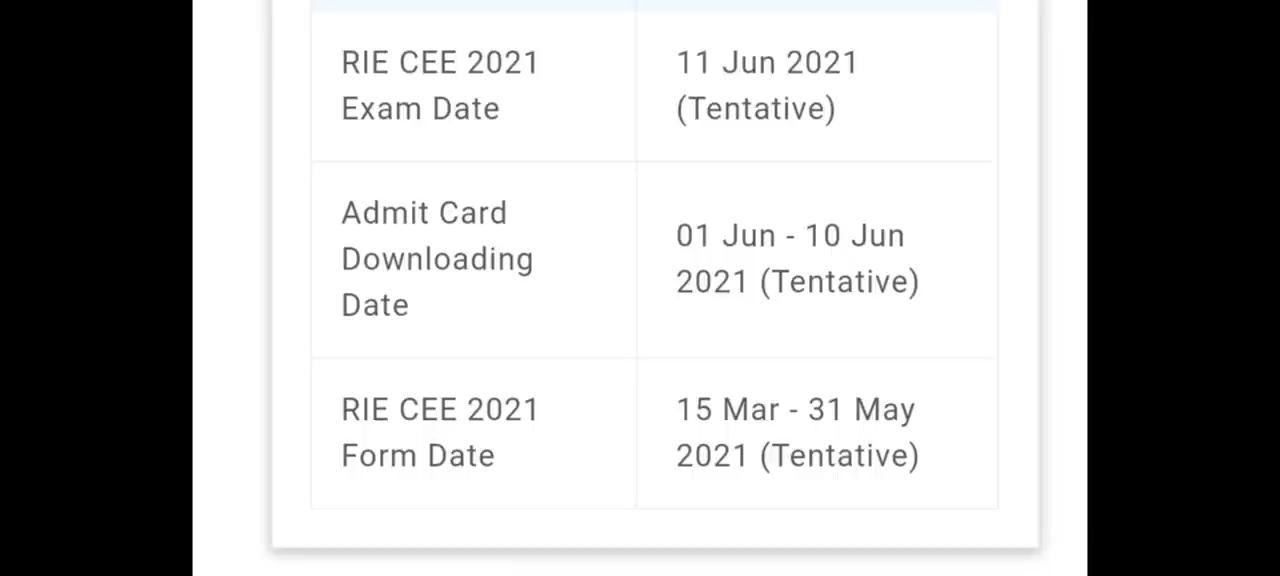 RIE CEE 2021
Exam Date
11 Jun 2021
(Tentative)
Admit Card
Downloading
Date
01 Jun - 10 Jun
2021 (Tentative)
RIE CEE 2021
Form Date
15 Mar - 31 May
2021 (Tentative)